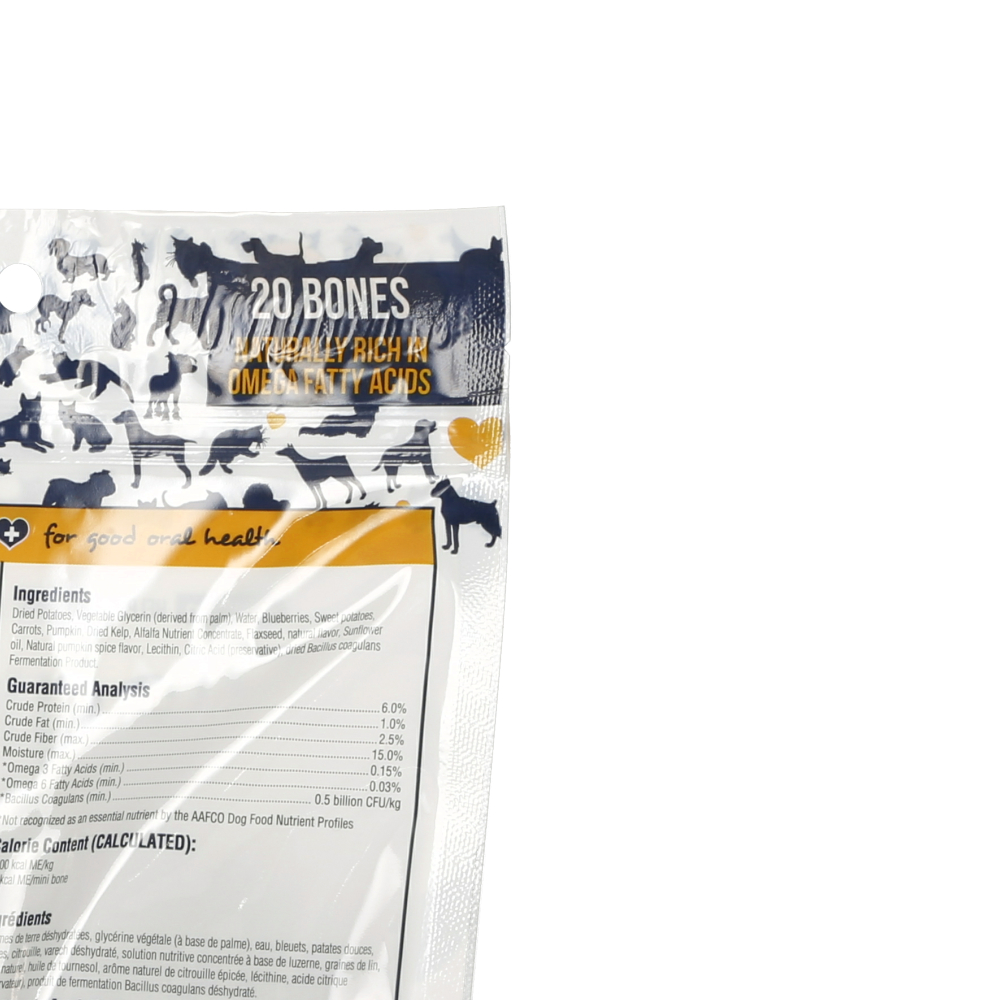 20 BONES
NATURALLY RICH IN
OMEGA FATTY ACIDS
for good oral health.
Ingredients
Dried Potatoes, Vegetable Glycerin (derived from palm), Water, Blueberries, Sweet potatoes,
Carrots, Pumpkin, Dried Kelp, Alfalfa Nutrient Concentrate, Flaxseed, natural flavor, Sunflower
oil, Natural pumpkin spice flavor, Lecithin, Citric Acid (preservative), dried Bacillus coagulans
Fermentation Product.
Guaranteed Analysis
Crude Protein (min.) 6.0%
Crude Fat (min.) 1.0%
Crude Fiber (max.) 2.5%
Moisture (max.) 15.0%
*Omega 3 Fatty Acids (min.) 0.15%
*Omega 6 Fatty Acids (min.) 0.03%
*Bacillus Coagulans (min.) 0.5 billion CFU/kg
*Not recognized as an essential nutrient by the AAFCO Dog Food Nutrient Profiles
alorie Content (CALCULATED):
00 kcal ME/kg
kcal ME/mini bone
grédients
mes de terre déshydratées, glycérine végétale (à base de palme), eau, bleuets, patates douces,
es, citrouille, varech déshydraté, solution nutritive concentrée à base de luzerne, graines de lin,
naturel, huile de tournesol, arôme naturel de citrouille épicée, lécithine, acide citrique
rvateur), produit de fermentation Bacillus coagulans déshydraté.